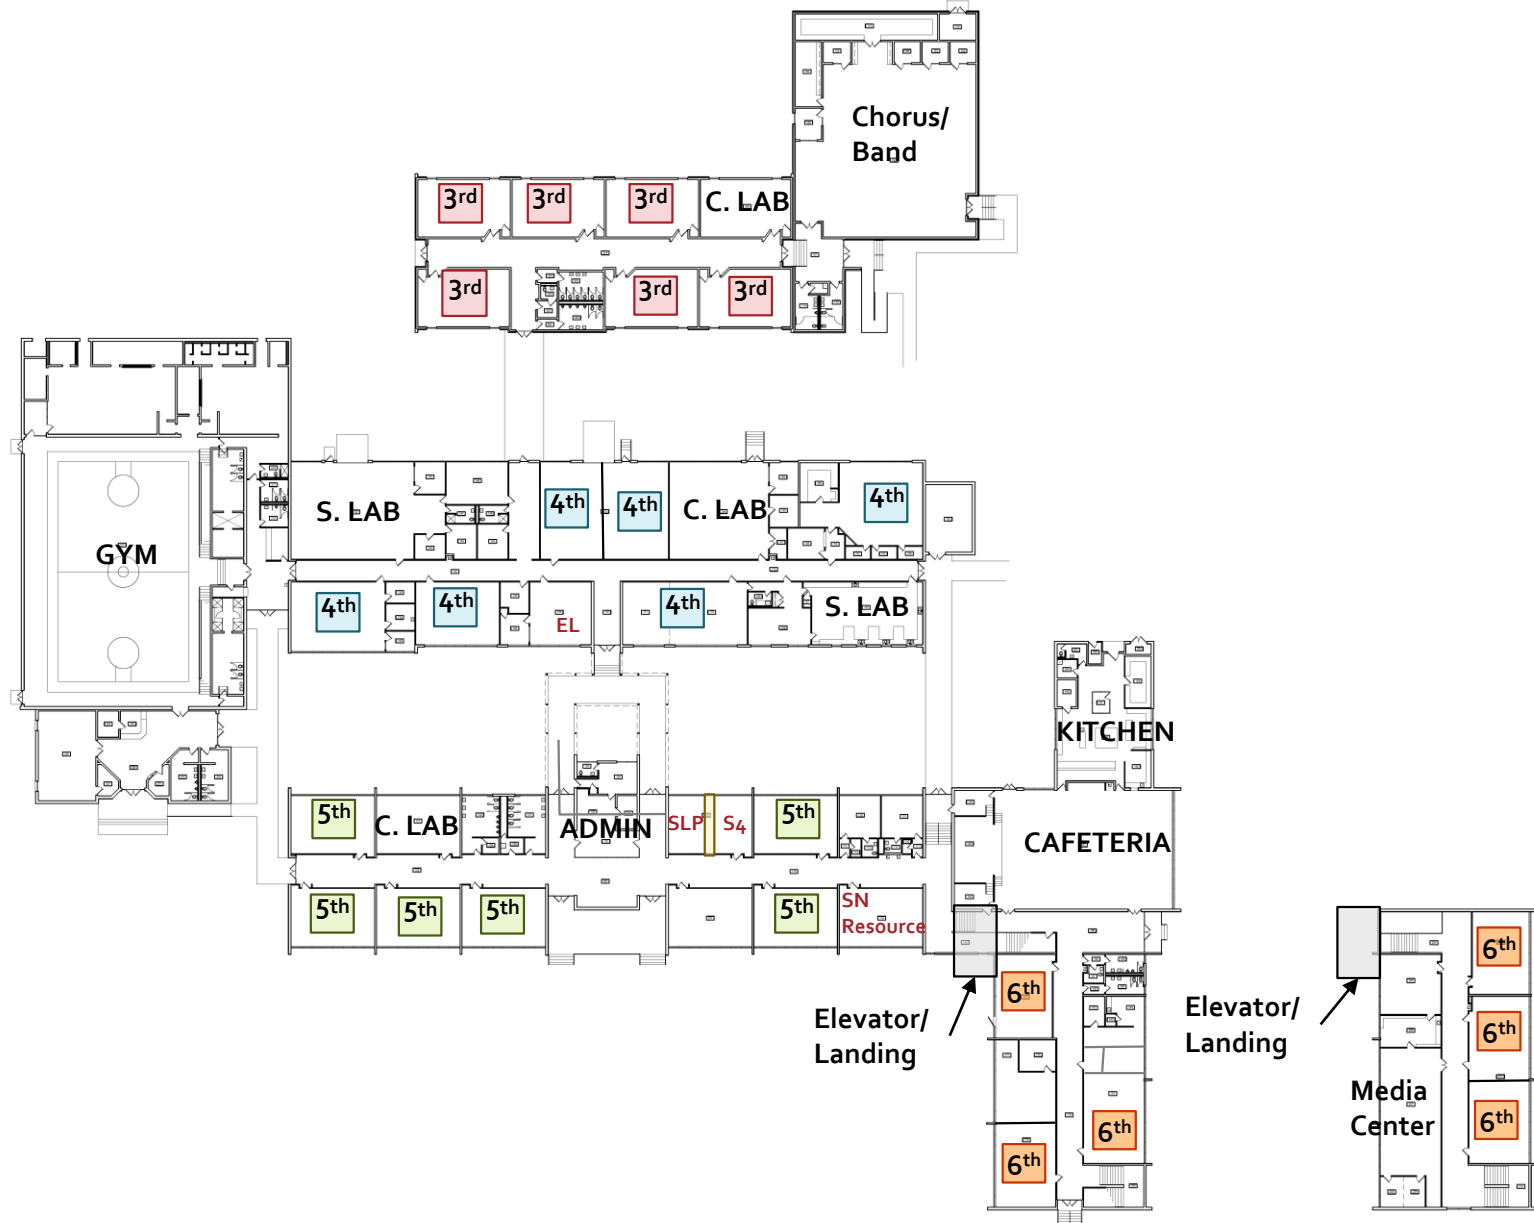 Chorus/
Band
3rd
3rd
3rd
C. LAB
3rd
3rd
3rd
S. LAB
4th
4th
C. LAB
4th
GYM
4th
4th
EL
4th
S. LAB
KITCHEN
5th
C. LAB
ADMIN
SLP
S4
5th
CAFETERIA
5th
5th
5th
5th
SN
Resource
6th
6th
Elevator/
Landing
Elevator/
Landing
6th
Media
Center
6th
6th
6th